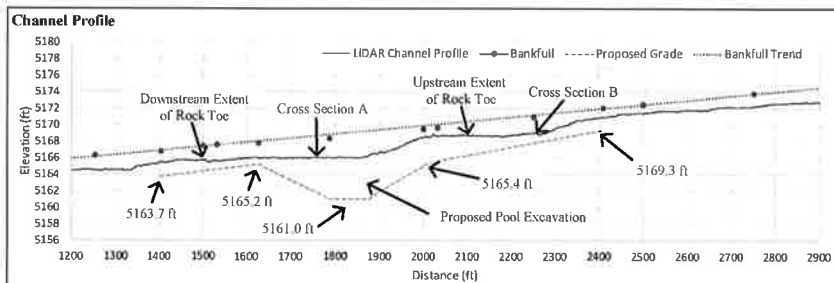 Channel Profile
5180
5178
5176
5174
5172
5170
5168
5166
5164
5162
5160
5158
5156
Elevation (ft)
LiDAR Channel Profile
Bankfull
Proposed Grade
Bankfull Trend
Downstream Extent
of Rock Toe
Cross Section A
Upstream Extent
of Rock Toe
Cross Section B
5163.7 ft
5165.2 ft
5161.0 ft
Proposed Pool Excavation
5165.4 ft
5169.3 ft
1200 1300 1400 1500 1600 1700 1800 1900 2000 2100 2200 2300 2400 2500 2600 2700 2800 2900
Distance (ft)